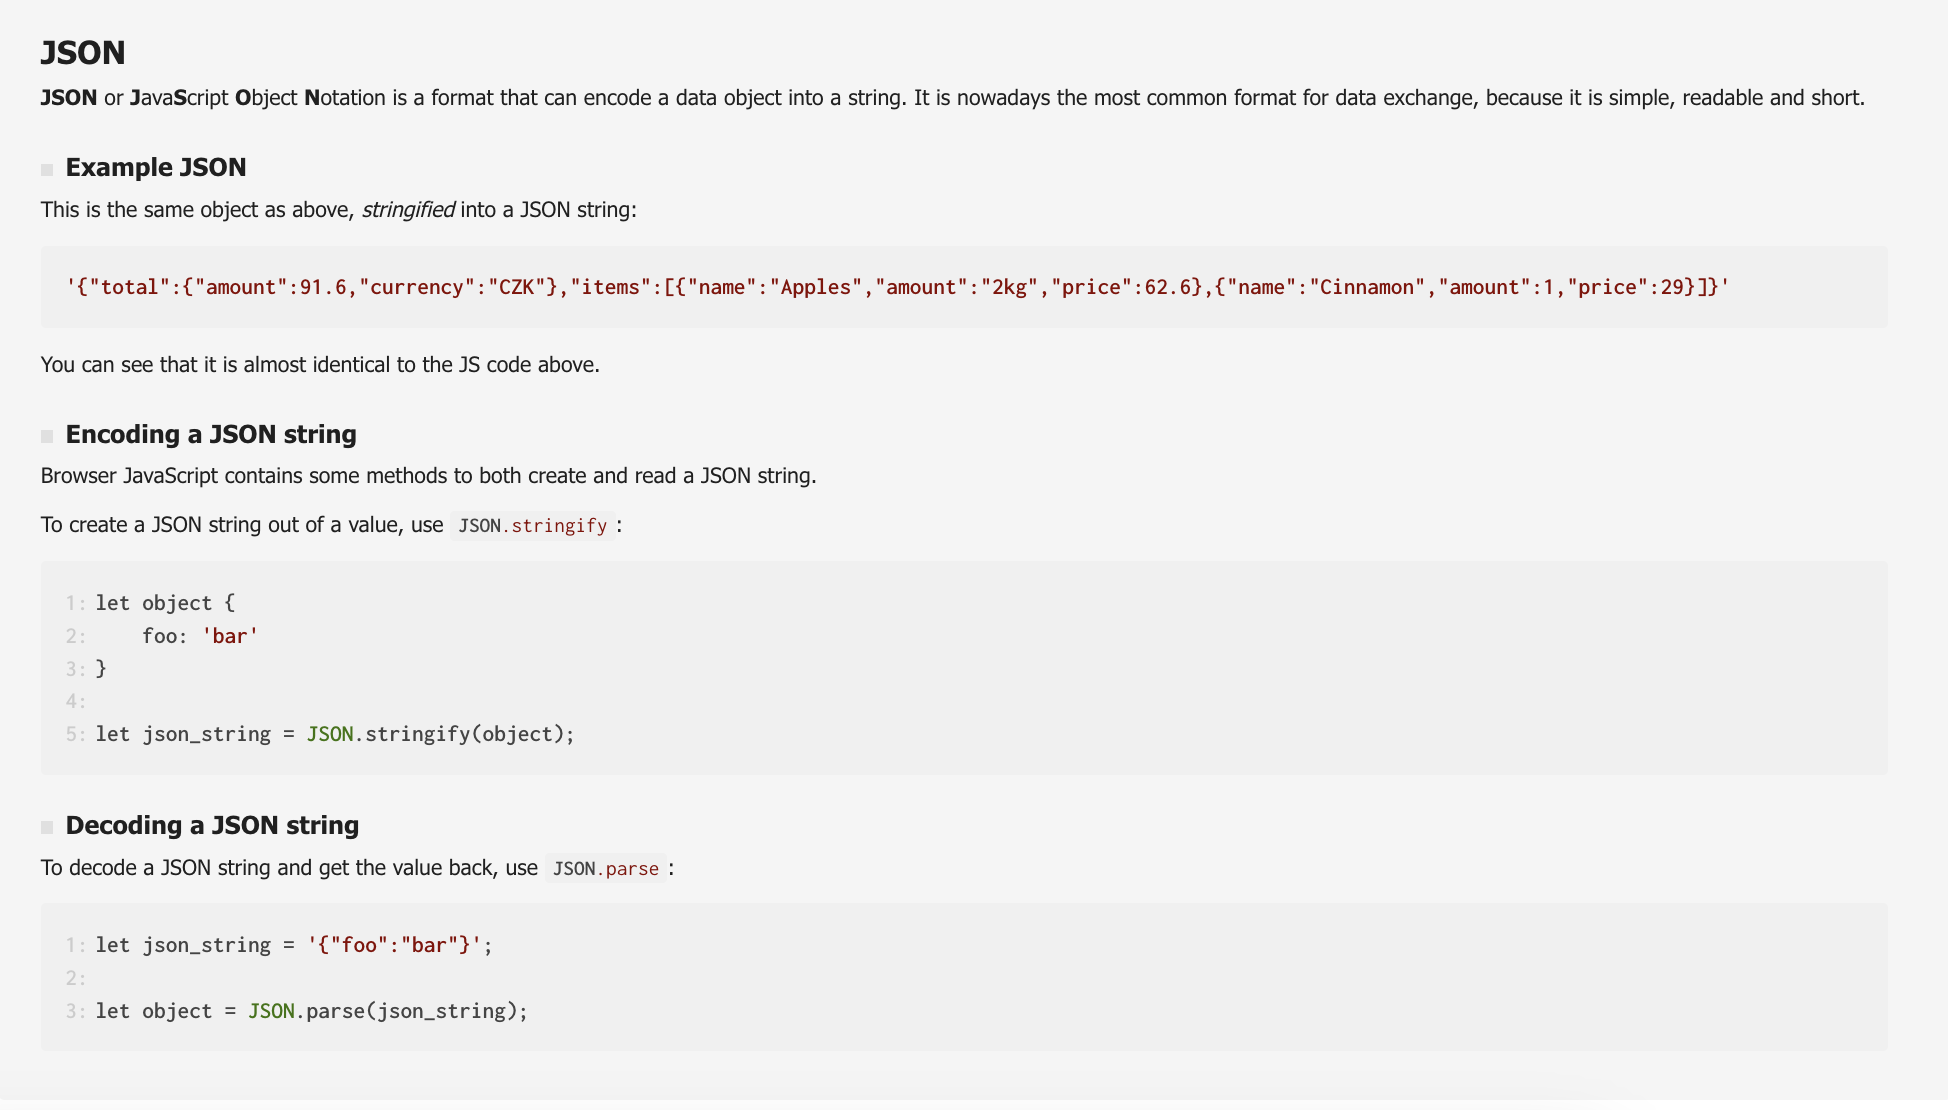 JSON
JSON or JavaScript Object Notation is a format that can encode a data object into a string. It is nowadays the most common format for data exchange, because it is simple, readable and short.
Example JSON
This is the same object as above, stringified into a JSON string:
'{"total":{"amount":91.6,"currency":"CZK"},"items":[{"name":"Apples","amount":"2kg","price":62.6},{"name":"Cinnamon","amount":1,"price":29}]}'
You can see that it is almost identical to the JS code above.
Encoding a JSON string
Browser JavaScript contains some methods to both create and read a JSON string.
To create a JSON string out of a value, use JSON.stringify:
1: let object {
2:     foo: 'bar'
3: }
4:
5: let json_string = JSON.stringify(object);
Decoding a JSON string
To decode a JSON string and get the value back, use JSON.parse:
1: let json_string = '{"foo":"bar"}';
2:
3: let object = JSON.parse(json_string);